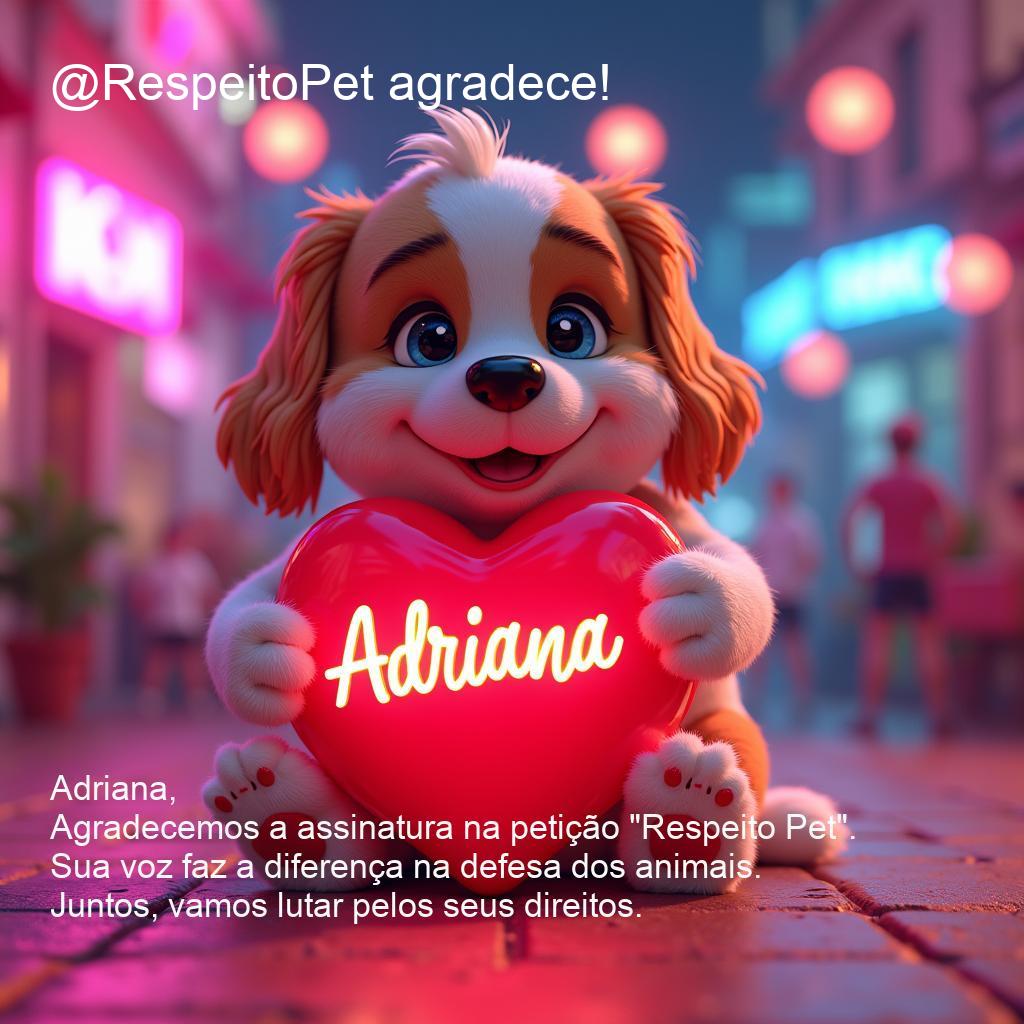 @RespeitoPet agradece!
Adriana
Adriana,
Agradecemos a assinatura na petição "Respeito Pet".
Sua voz faz a diferença na defesa dos animais.
Juntos, vamos lutar pelos seus direitos.